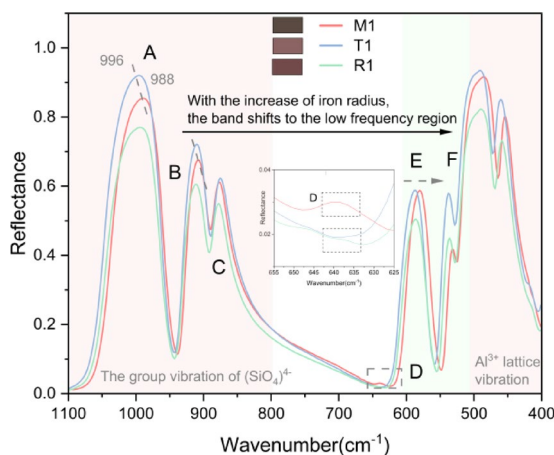 M1
T1
R1
996
A
988
With the increase of iron radius,
the band shifts to the low frequency region
B
C
D
E
F
0.04
0.02
Reflectance
655 650 645 640 635 630 625
Wavenumber(cm⁻¹)
D
The group vibration of (SiO₄)⁴⁻
Al³⁺ lattice
vibration
1.0
0.8
0.6
0.4
0.2
0.0
Reflectance
1100 1000 900 800 700 600 500 400
Wavenumber(cm⁻¹)